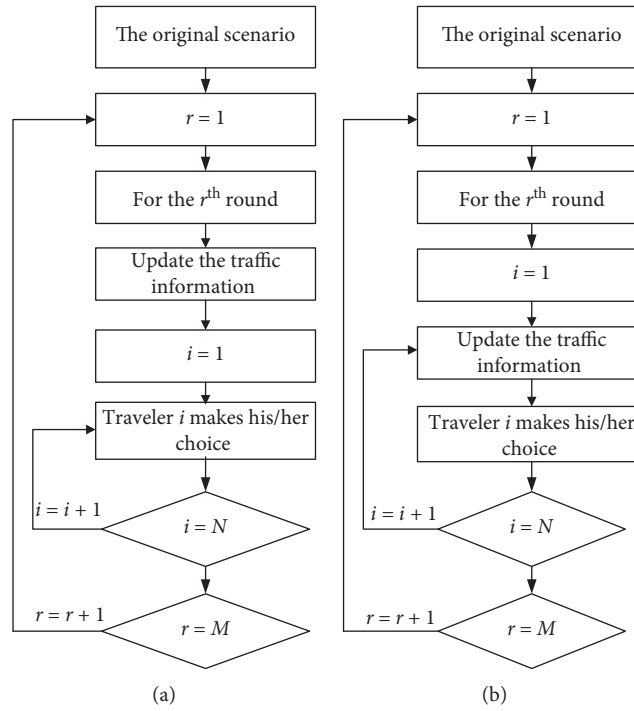 The original scenario
r = 1
For the rth round
Update the traffic
information
i = 1
Traveler i makes his/her
choice
i = i + 1
i = N
r = r + 1
r = M
(a)
The original scenario
r = 1
For the rth round
i = 1
Update the traffic
information
Traveler i makes his/her
choice
i = i + 1
i = N
r = r + 1
r = M
(b)